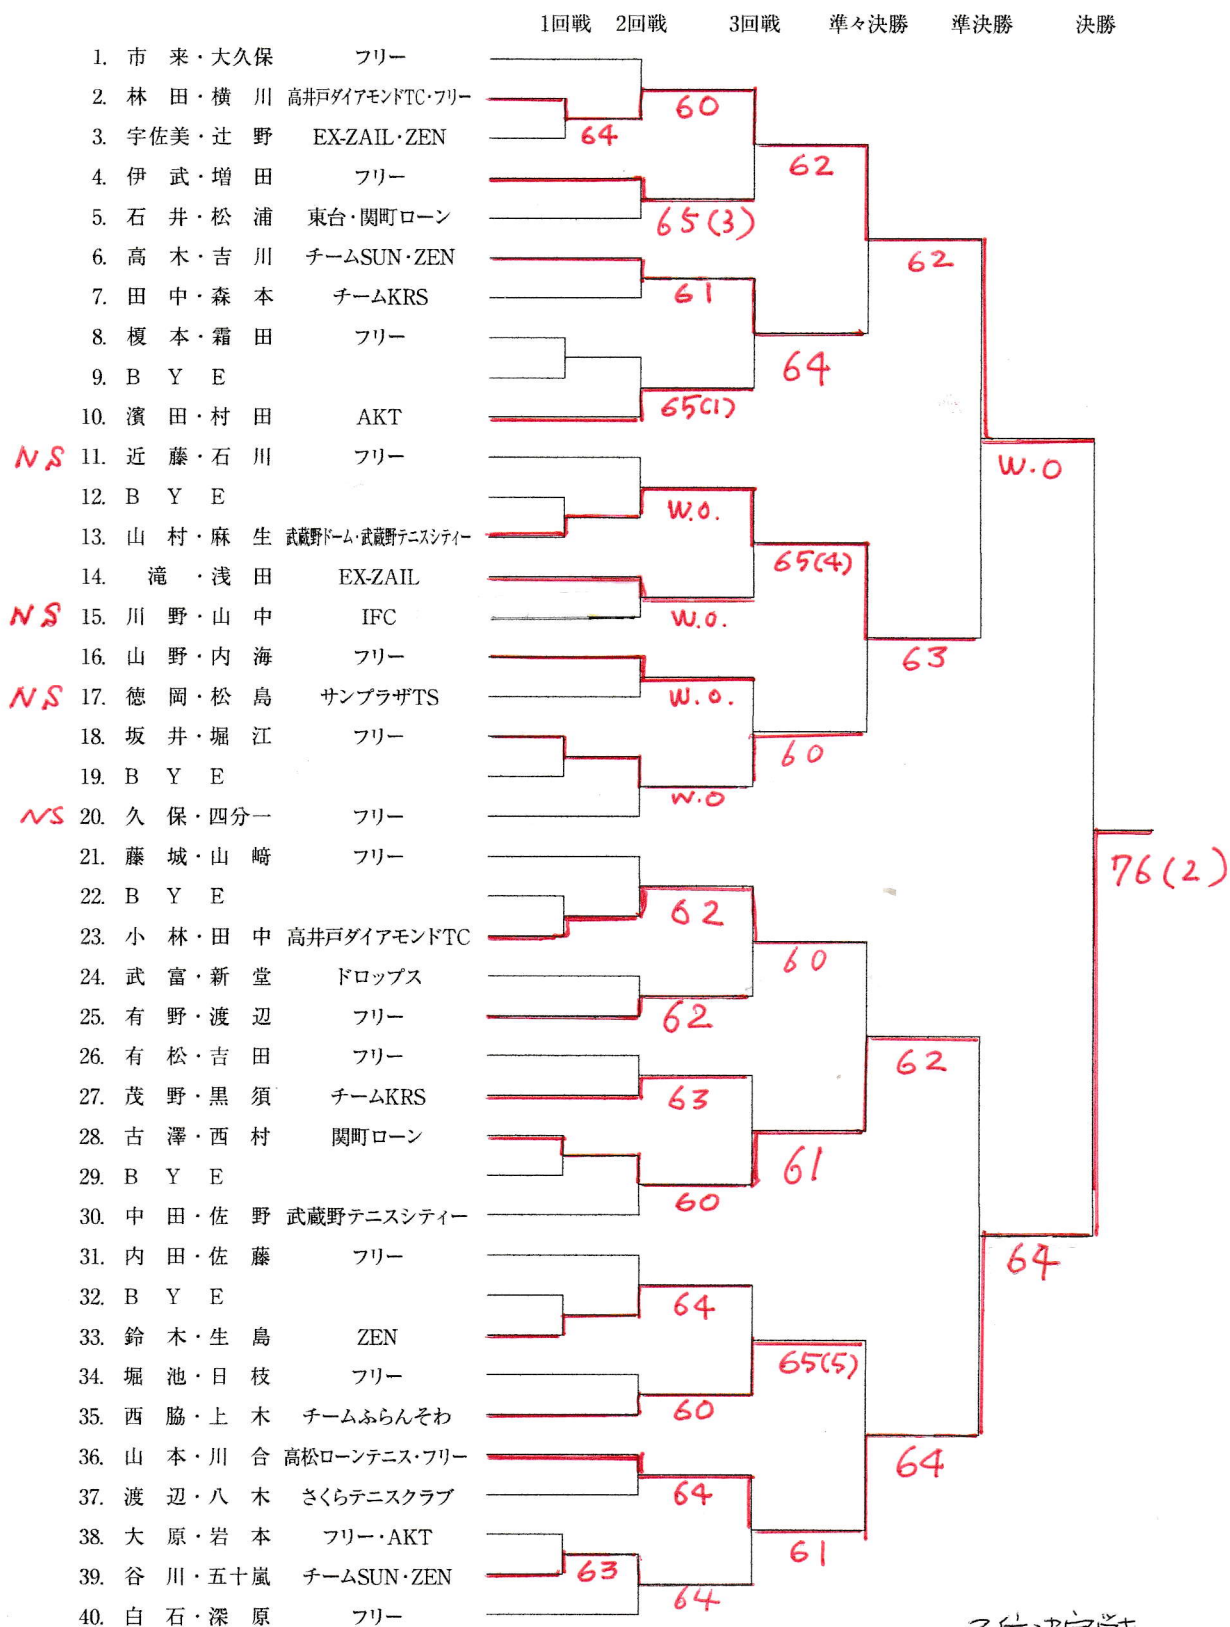 1回戦 2回戦 3回戦 準々決勝 準決勝 決勝
1. 市 来・大久保 フリー
2. 林 田・横 川 高井戸ダイアモンドTC・フリー
60
3. 宇佐美・辻 野 EX-ZAIL・ZEN
64
62
4. 伊 武・増 田 フリー
5. 石 井・松 浦 東台・関町ローン
65(3)
6. 高 木・吉 川 チームSUN・ZEN
62
7. 田 中・森 本 チームKRS
61
8. 榎 本・霜 田 フリー
64
9. B Y E
10. 濱 田・村 田 AKT
65(1)
NS 11. 近 藤・石 川 フリー
W.O
12. B Y E
W.O.
13. 山 村・麻 生 武蔵野ドーム・武蔵野テニスシティー
65(4)
14. 滝 ・浅 田 EX-ZAIL
NS 15. 川 野・山 中 IFC
W.O.
16. 山 野・内 海 フリー
63
NS 17. 徳 岡・松 島 サンプラザTS
W.O.
18. 坂 井・堀 江 フリー
60
19. B Y E
W.O
NS 20. 久 保・四分一 フリー
21. 藤 城・山 﨑 フリー
76(2)
22. B Y E
62
23. 小 林・田 中 高井戸ダイアモンドTC
60
24. 武 富・新 堂 ドロップス
25. 有 野・渡 辺 フリー
62
26. 有 松・吉 田 フリー
62
27. 茂 野・黒 須 チームKRS
63
28. 古 澤・西 村 関町ローン
61
29. B Y E
60
30. 中 田・佐 野 武蔵野テニスシティー
31. 内 田・佐 藤 フリー
64
32. B Y E
64
33. 鈴 木・生 島 ZEN
65(5)
34. 堀 池・日 枝 フリー
35. 西 脇・上 木 チームふらんそわ
60
36. 山 本・川 合 高松ローンテニス・フリー
64
37. 渡 辺・八 木 さくらテニスクラブ
64
38. 大 原・岩 本 フリー・AKT
61
39. 谷 川・五十嵐 チームSUN・ZEN
63
64
40. 白 石・深 原 フリー